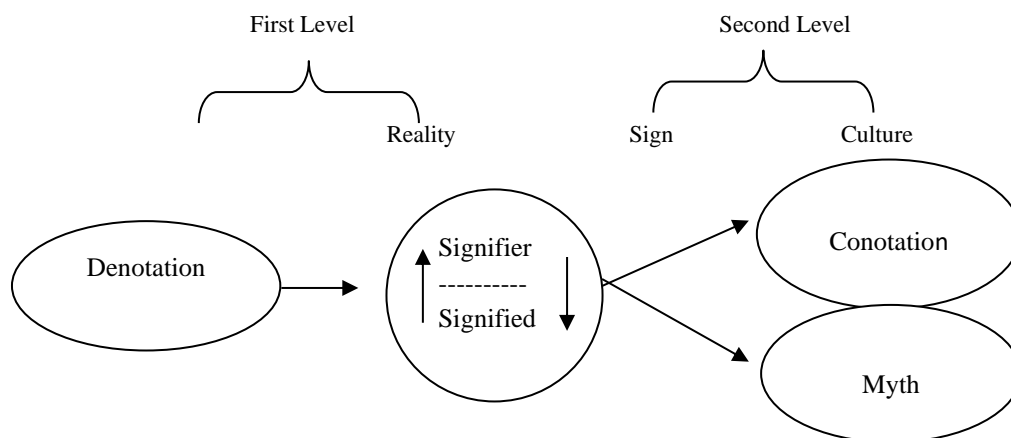 First Level
Second Level
Reality
Sign
Culture
Denotation
Signifier
----------
Signified
Conotation
Myth